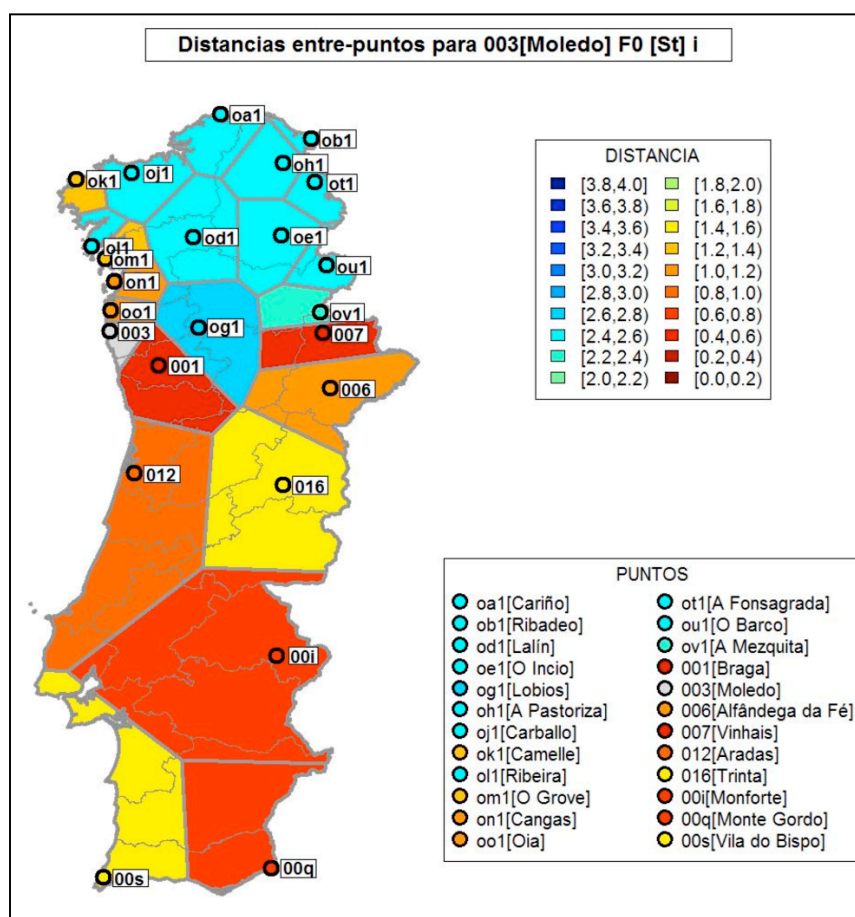 Distancias entre-puntos para 003[Moledo] F0 [St] i
oa1
ob1
oh1
oj1
ok1
ot1
od1
oe1
ol1
om1
ou1
on1
oo1
ov1
003
og1
007
001
006
012
016
00i
00s
00q
DISTANCIA
[3.8,4.0] [1.8,2.0)
[3.6,3.8) [1.6,1.8)
[3.4,3.6) [1.4,1.6)
[3.2,3.4) [1.2,1.4)
[3.0,3.2) [1.0,1.2)
[2.8,3.0) [0.8,1.0)
[2.6,2.8) [0.6,0.8)
[2.4,2.6) [0.4,0.6)
[2.2,2.4) [0.2,0.4)
[2.0,2.2) [0.0,0.2)
PUNTOS
oa1[Cariño] ot1[A Fonsagrada]
ob1[Ribadeo] ou1[O Barco]
od1[Lalín] ov1[A Mezquita]
oe1[O Incio] 001[Braga]
og1[Lobios] 003[Moledo]
oh1[A Pastoriza] 006[Alfândega da Fé]
oj1[Carballo] 007[Vinhais]
ok1[Camelle] 012[Aradas]
ol1[Ribeira] 016[Trinta]
om1[O Grove] 00i[Monforte]
on1[Cangas] 00q[Monte Gordo]
oo1[Oia] 00s[Vila do Bispo]